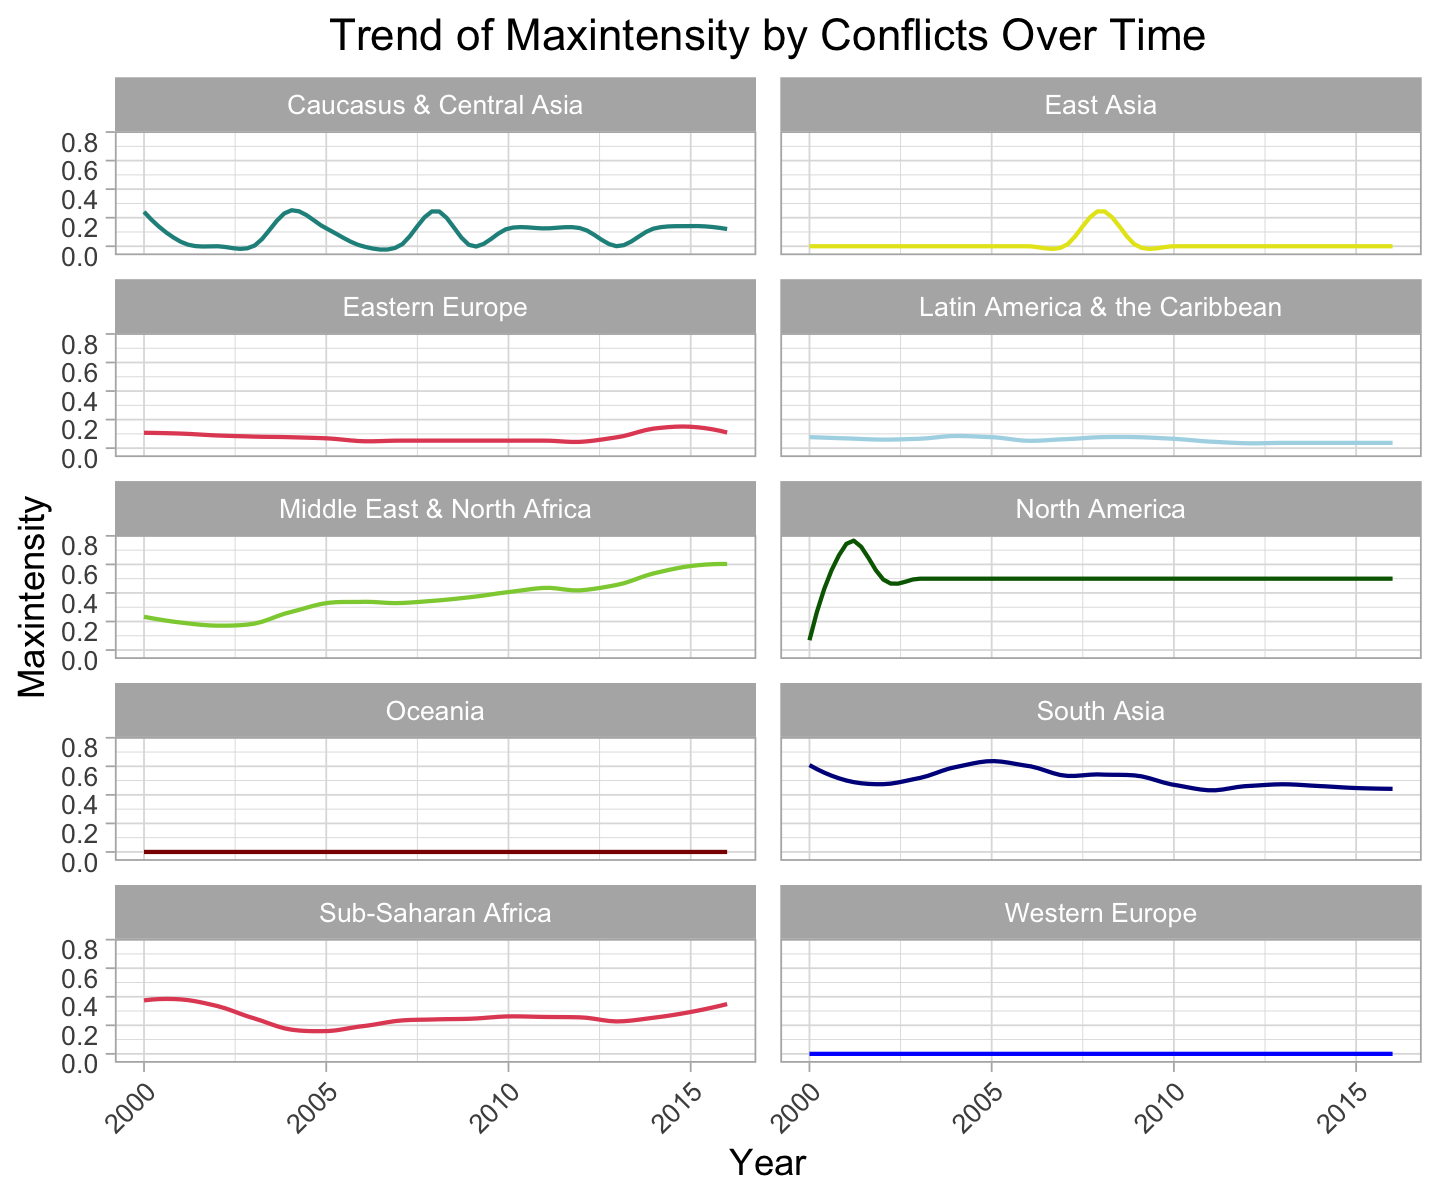 Trend of Maxintensity by Conflicts Over Time
Caucasus & Central Asia
East Asia
0.8
0.6
0.4
0.2
0.0
Eastern Europe
Latin America & the Caribbean
0.8
0.6
0.4
0.2
0.0
Middle East & North Africa
North America
0.8
0.6
0.4
0.2
0.0
Maxintensity
Oceania
South Asia
0.8
0.6
0.4
0.2
0.0
Sub-Saharan Africa
Western Europe
0.8
0.6
0.4
0.2
0.0
2000 2005 2010 2015 2000 2005 2010 2015
Year